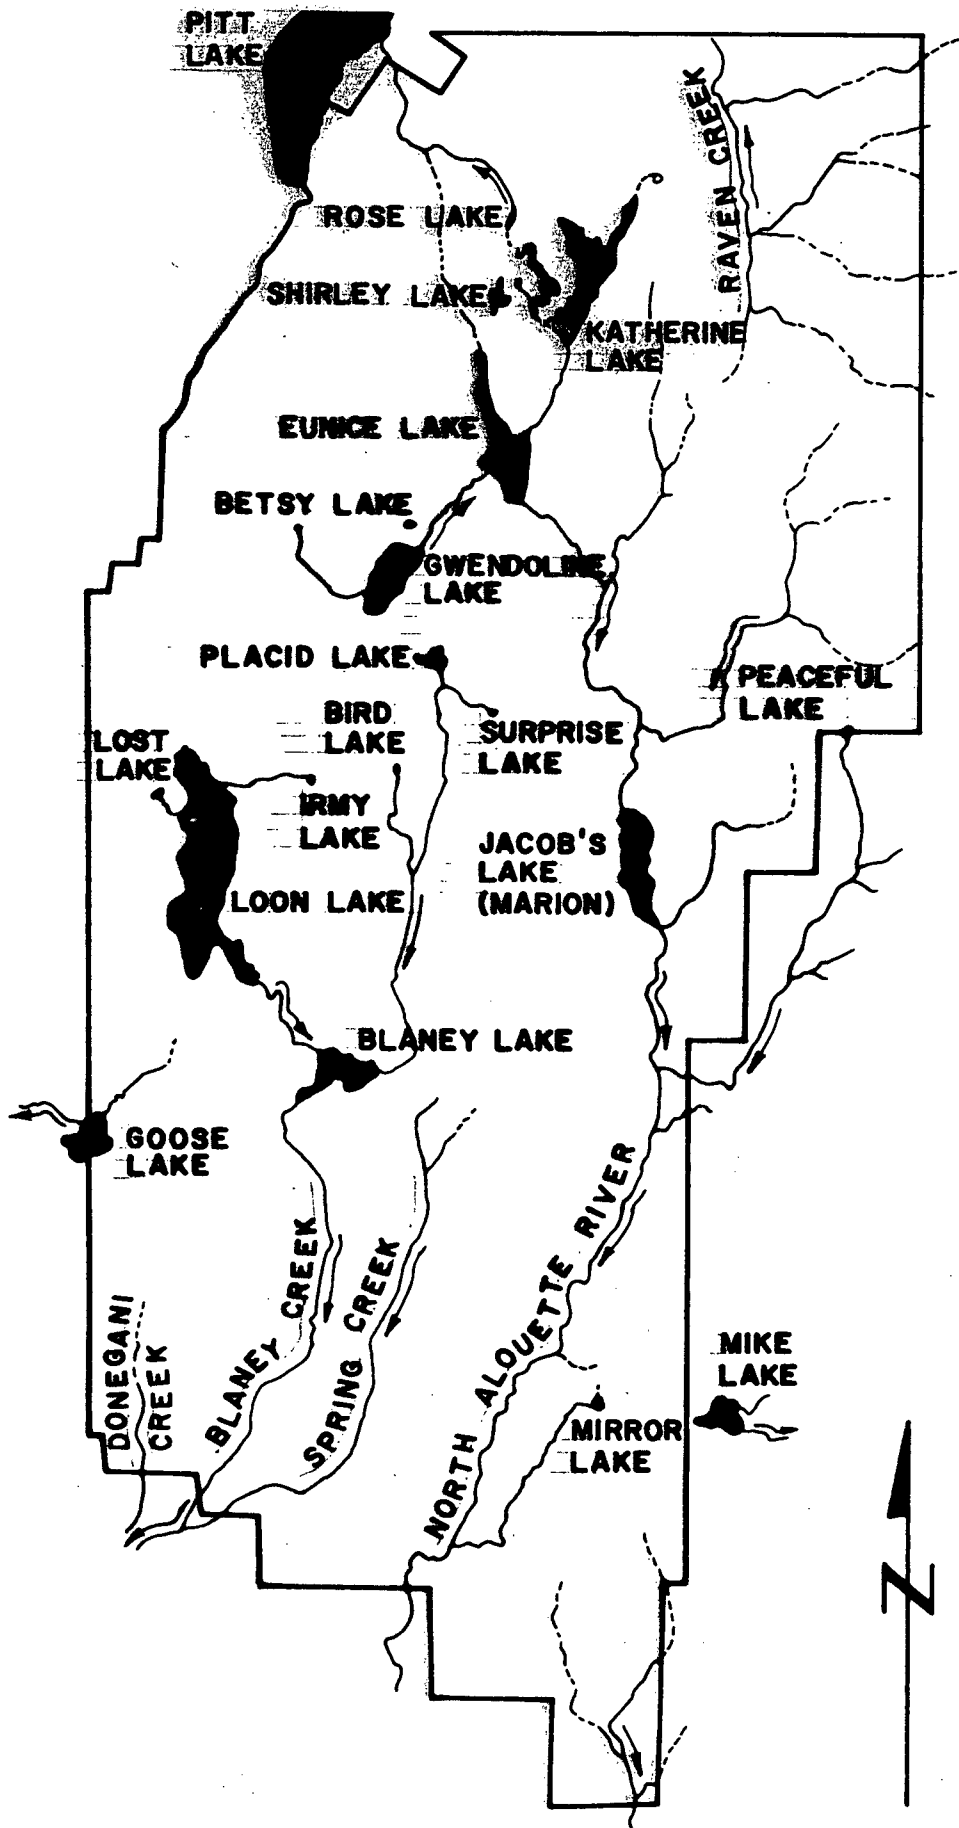 PITT
LAKE
RAVEN CREEK
ROSE LAKE
SHIRLEY LAKE
KATHERINE
LAKE
EUNICE LAKE
BETSY LAKE
GWENDOLINE
LAKE
PLACID LAKE
PEACEFUL
LAKE
BIRD
LAKE
SURPRISE
LAKE
LOST
LAKE
IRMY
LAKE
JACOB'S
LAKE
(MARION)
LOON LAKE
BLANEY LAKE
GOOSE
LAKE
NORTH ALOUETTE RIVER
BLANEY CREEK
SPRING CREEK
DONEGANI
CREEK
MIKE
LAKE
MIRROR
LAKE
N